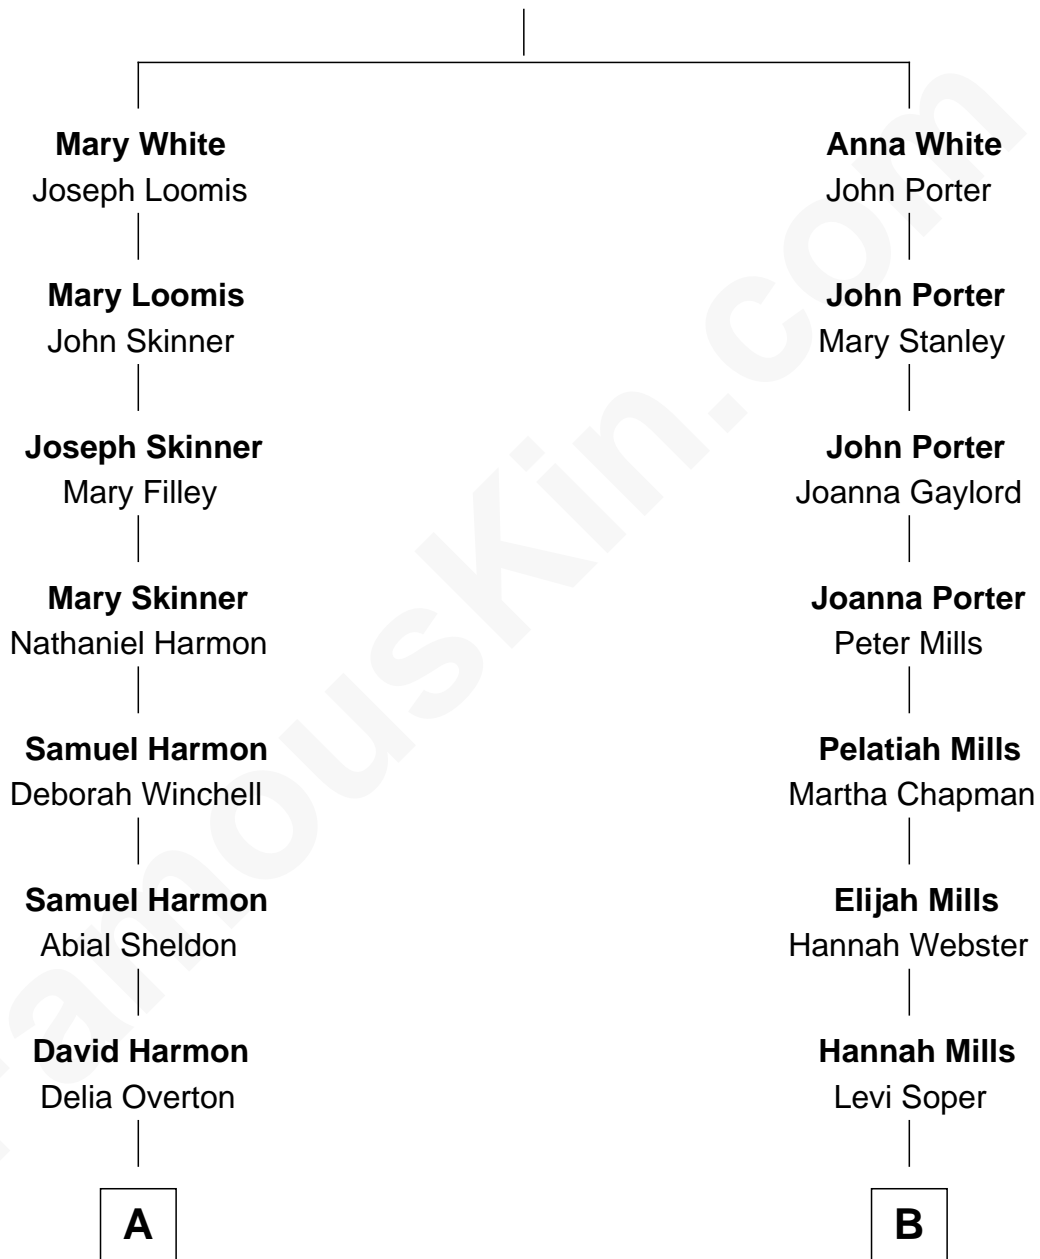 Mary White
Joseph Loomis
Mary Loomis
John Skinner
Joseph Skinner
Mary Filley
Mary Skinner
Nathaniel Harmon
Samuel Harmon
Deborah Winchell
Samuel Harmon
Abial Sheldon
David Harmon
Delia Overton
A
Anna White
John Porter
John Porter
Mary Stanley
John Porter
Joanna Gaylord
Joanna Porter
Peter Mills
Pelatiah Mills
Martha Chapman
Elijah Mills
Hannah Webster
Hannah Mills
Levi Soper
B
FamousKin.com